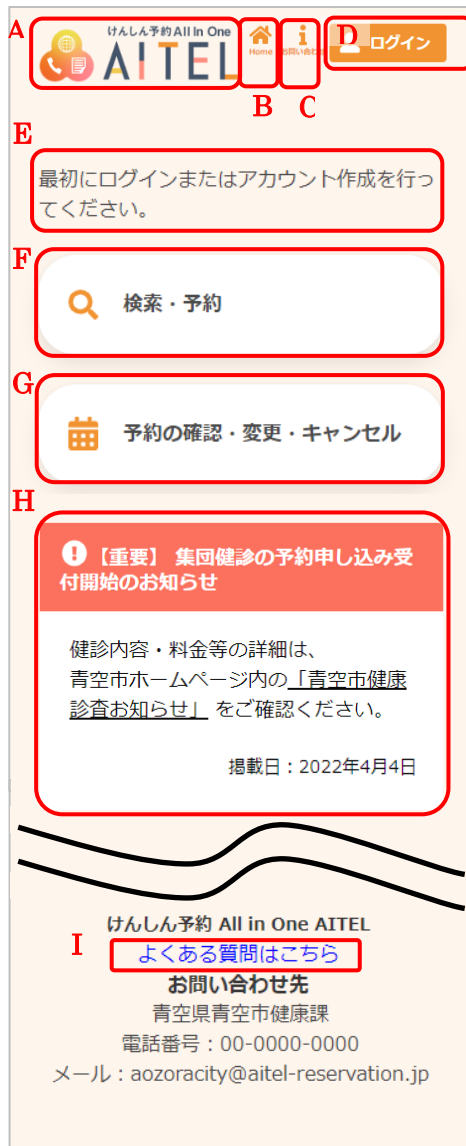 A
けんしん予約 All In One
AITEL
Home
お問い合わせ
D
ログイン
B
C
E
最初にログインまたはアカウント作成を行っ
てください。
F
検索・予約
G
予約の確認・変更・キャンセル
H
【重要】 集団健診の予約申し込み受
付開始のお知らせ
健診内容・料金等の詳細は、
青空市ホームページ内の「青空市健康
診査お知らせ」 をご確認ください。
掲載日：2022年4月4日
けんしん予約 All in One AITEL
I
よくある質問はこちら
お問い合わせ先
青空県青空市健康課
電話番号：00-0000-0000
メール：aozoracity@aitel-reservation.jp